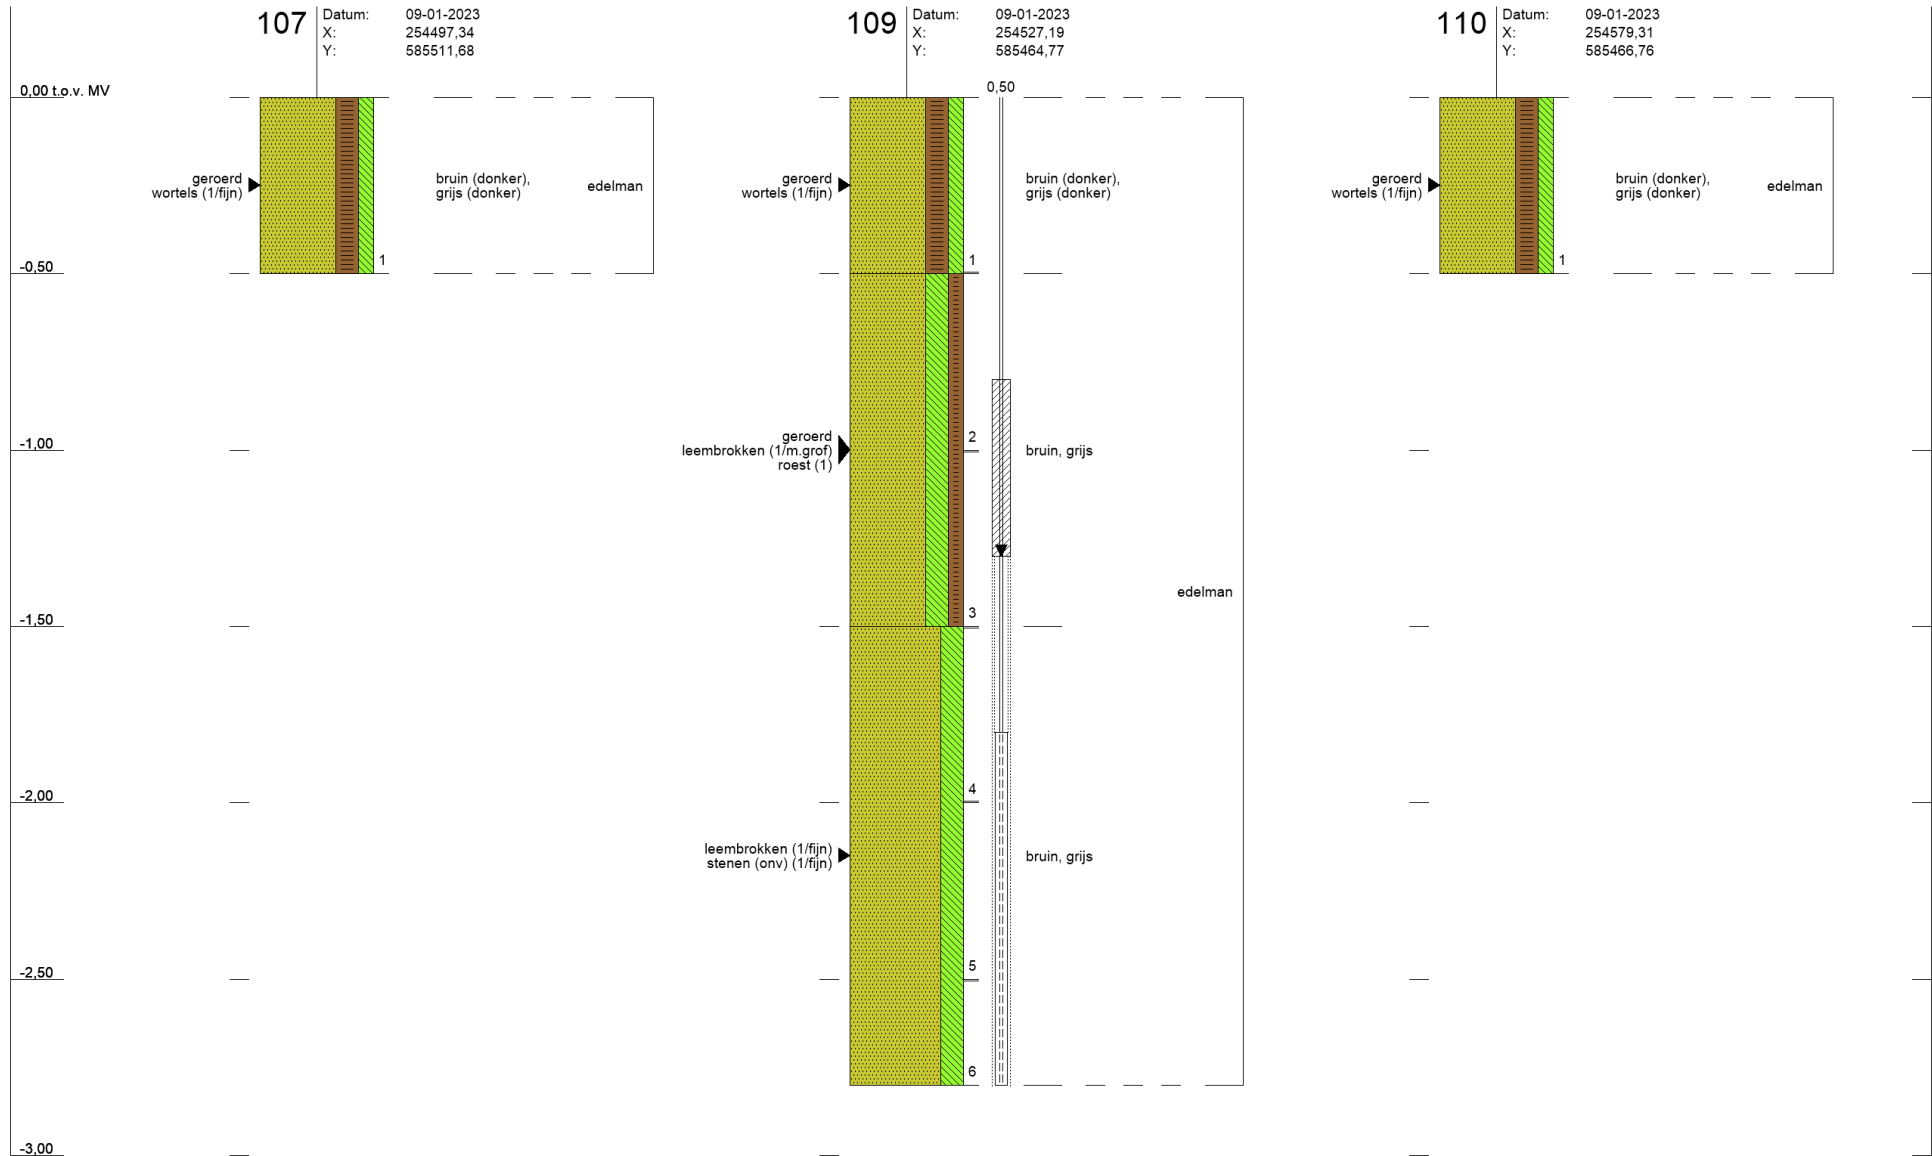 107
Datum: 09-01-2023
X: 254497,34
Y: 585511,68
109
Datum: 09-01-2023
X: 254527,19
Y: 585464,77
110
Datum: 09-01-2023
X: 254579,31
Y: 585466,76
0,00 t.o.v. MV
-0,50
-1,00
-1,50
-2,00
-2,50
-3,00
geroerd
wortels (1/fijn)
bruin (donker),
grijs (donker)
edelman
1
0,50
geroerd
wortels (1/fijn)
bruin (donker),
grijs (donker)
1
geroerd
leembrokken (1/m.grof)
roest (1)
2
bruin, grijs
edelman
3
4
leembrokken (1/fijn)
stenen (onv) (1/fijn)
bruin, grijs
5
6
geroerd
wortels (1/fijn)
bruin (donker),
grijs (donker)
edelman
1